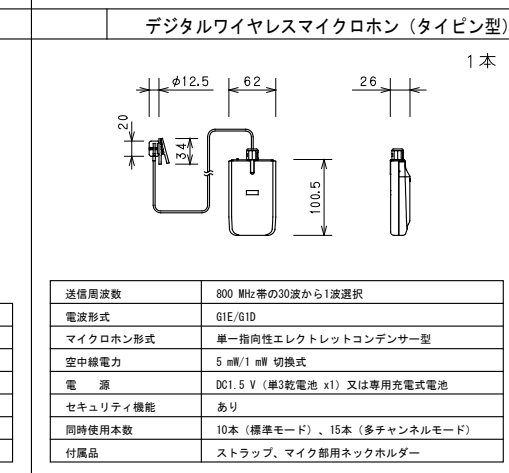 デジタルワイヤレスマイクロホン（タイピン型）
1本
φ12.5
62
26
20
34
100.5
送信周波数 800 MHz帯の30波から1波選択
電波形式 G1E/G1D
マイクロホン形式 単一指向性エレクトレットコンデンサー型
空中線電力 5 mW/1 mW 切換式
電　　源 DC1.5 V（単3乾電池 x1）又は専用充電式電池
セキュリティ機能 あり
同時使用本数 10本（標準モード）、15本（多チャンネルモード）
付属品 ストラップ、マイク部用ネックホルダー